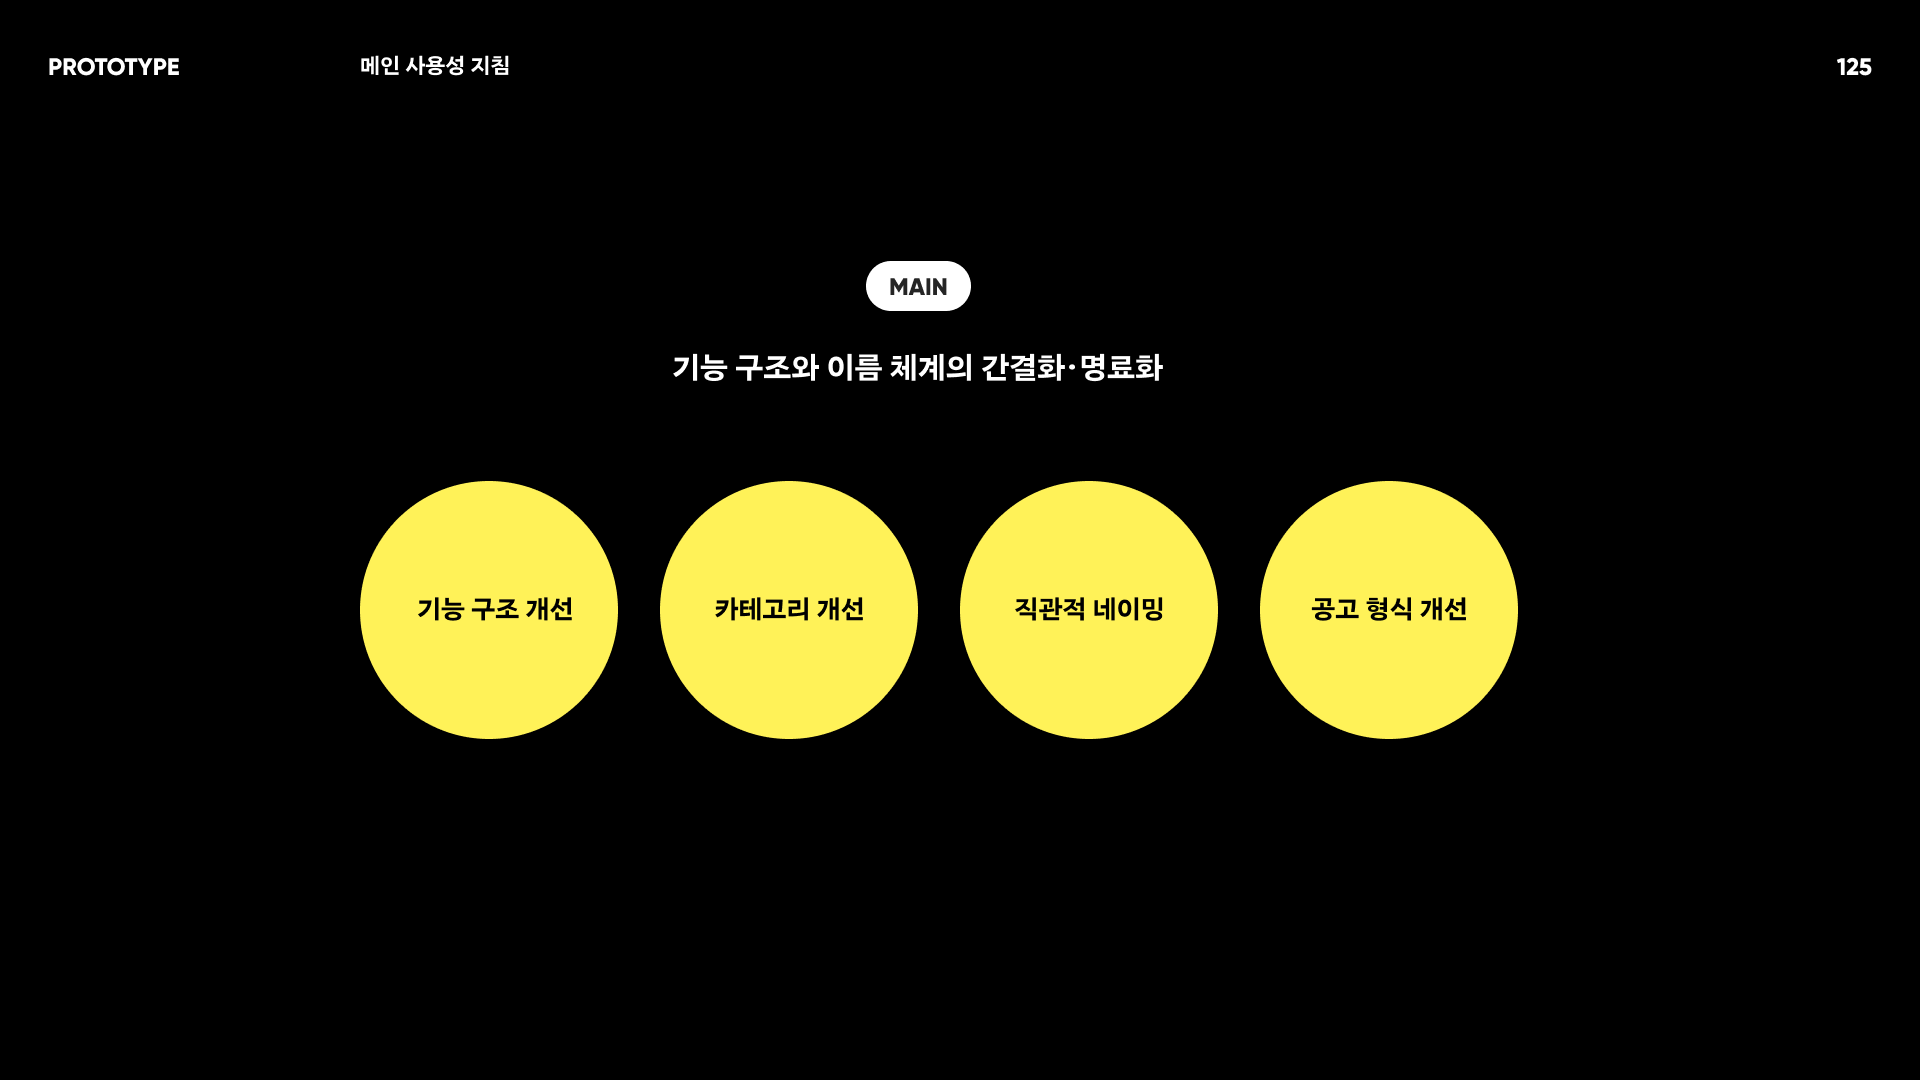 PROTOTYPE
메인 사용성 지침
125
MAIN
기능 구조와 이름 체계의 간결화·명료화
기능 구조 개선
카테고리 개선
직관적 네이밍
공고 형식 개선